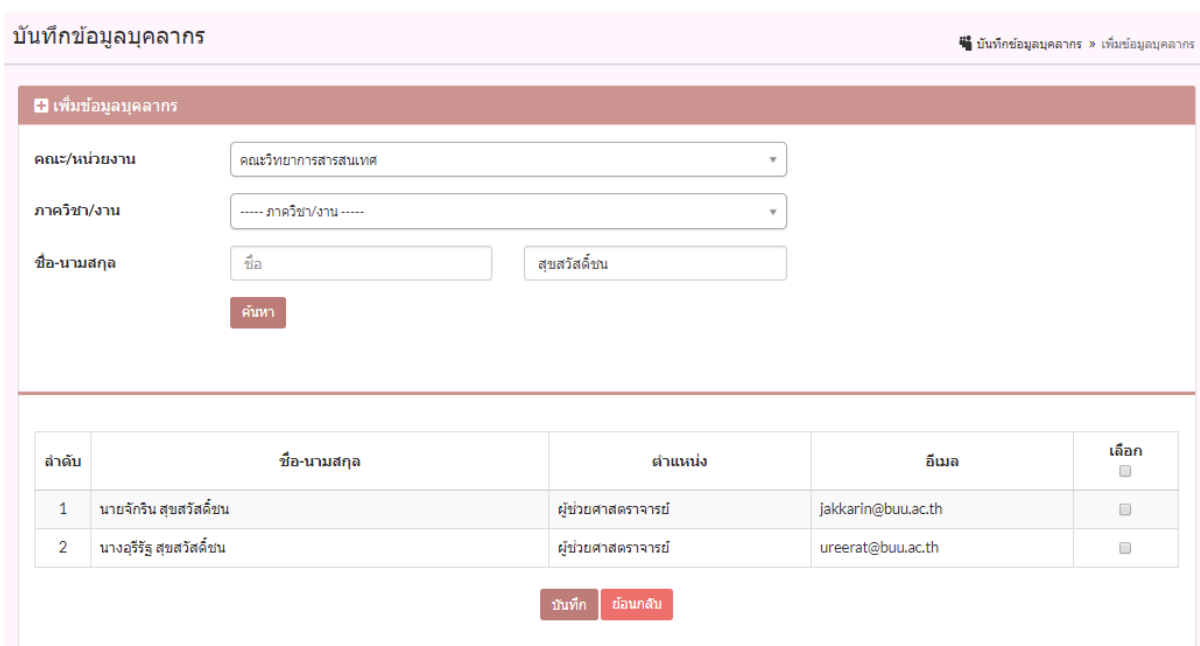 บันทึกข้อมูลบุคลากร
บันทึกข้อมูลบุคลากร » เพิ่มข้อมูลบุคลากร
เพิ่มข้อมูลบุคลากร
คณะ/หน่วยงาน คณะวิทยาการสารสนเทศ
ภาควิชา/งาน ----- ภาควิชา/งาน -----
ชื่อ-นามสกุล ชื่อ สุขสวัสดิ์ชน
ค้นหา
ลำดับ ชื่อ-นามสกุล ตำแหน่ง อีเมล เลือก
1 นายจักริน สุขสวัสดิ์ชน ผู้ช่วยศาสตราจารย์ jakkarin@buu.ac.th
2 นางอุรีรัฐ สุขสวัสดิ์ชน ผู้ช่วยศาสตราจารย์ ureerat@buu.ac.th
บันทึก ย้อนกลับ